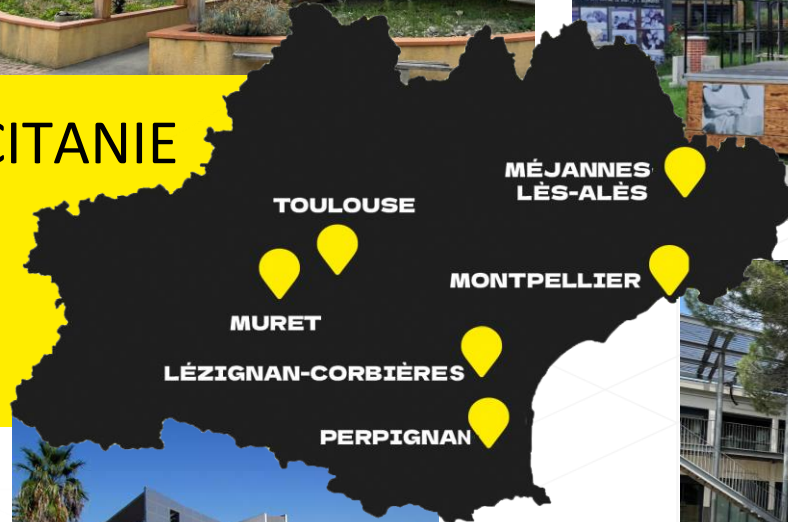 CITANIE
MÉJANNES
LÈS-ALÈS
TOULOUSE
MONTPELLIER
MURET
LÉZIGNAN-CORBIÈRES
PERPIGNAN